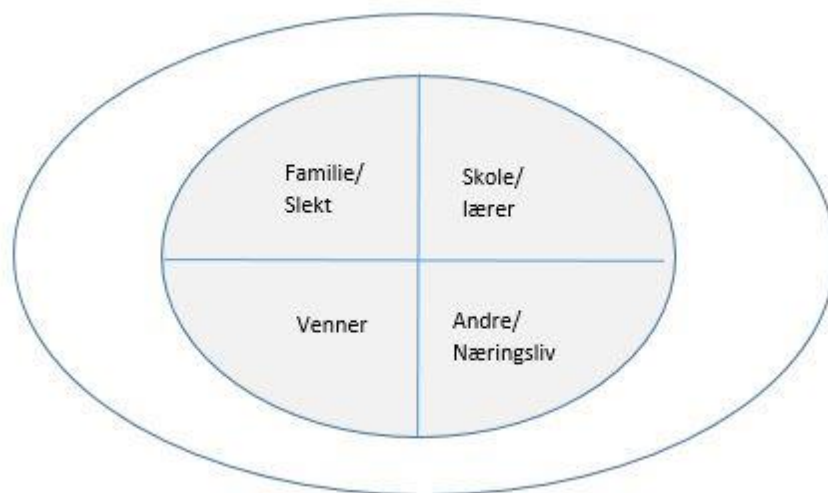 Familie/
Slekt
Skole/
lærer
Venner
Andre/
Næringsliv